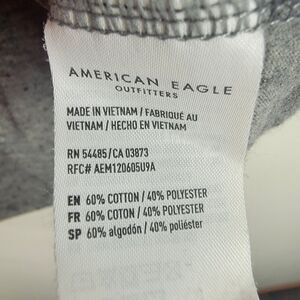 AMERICAN EAGLE
OUTFITTERS
MADE IN VIETNAM / FABRIQUÉ AU
VIETNAM / HECHO EN VIETNAM
RN 54485/CA 03873
RFC# AEM120605U9A
EN 60% COTTON / 40% POLYESTER
FR 60% COTON / 40% POLYESTER
SP 60% algodón / 40% poliéster